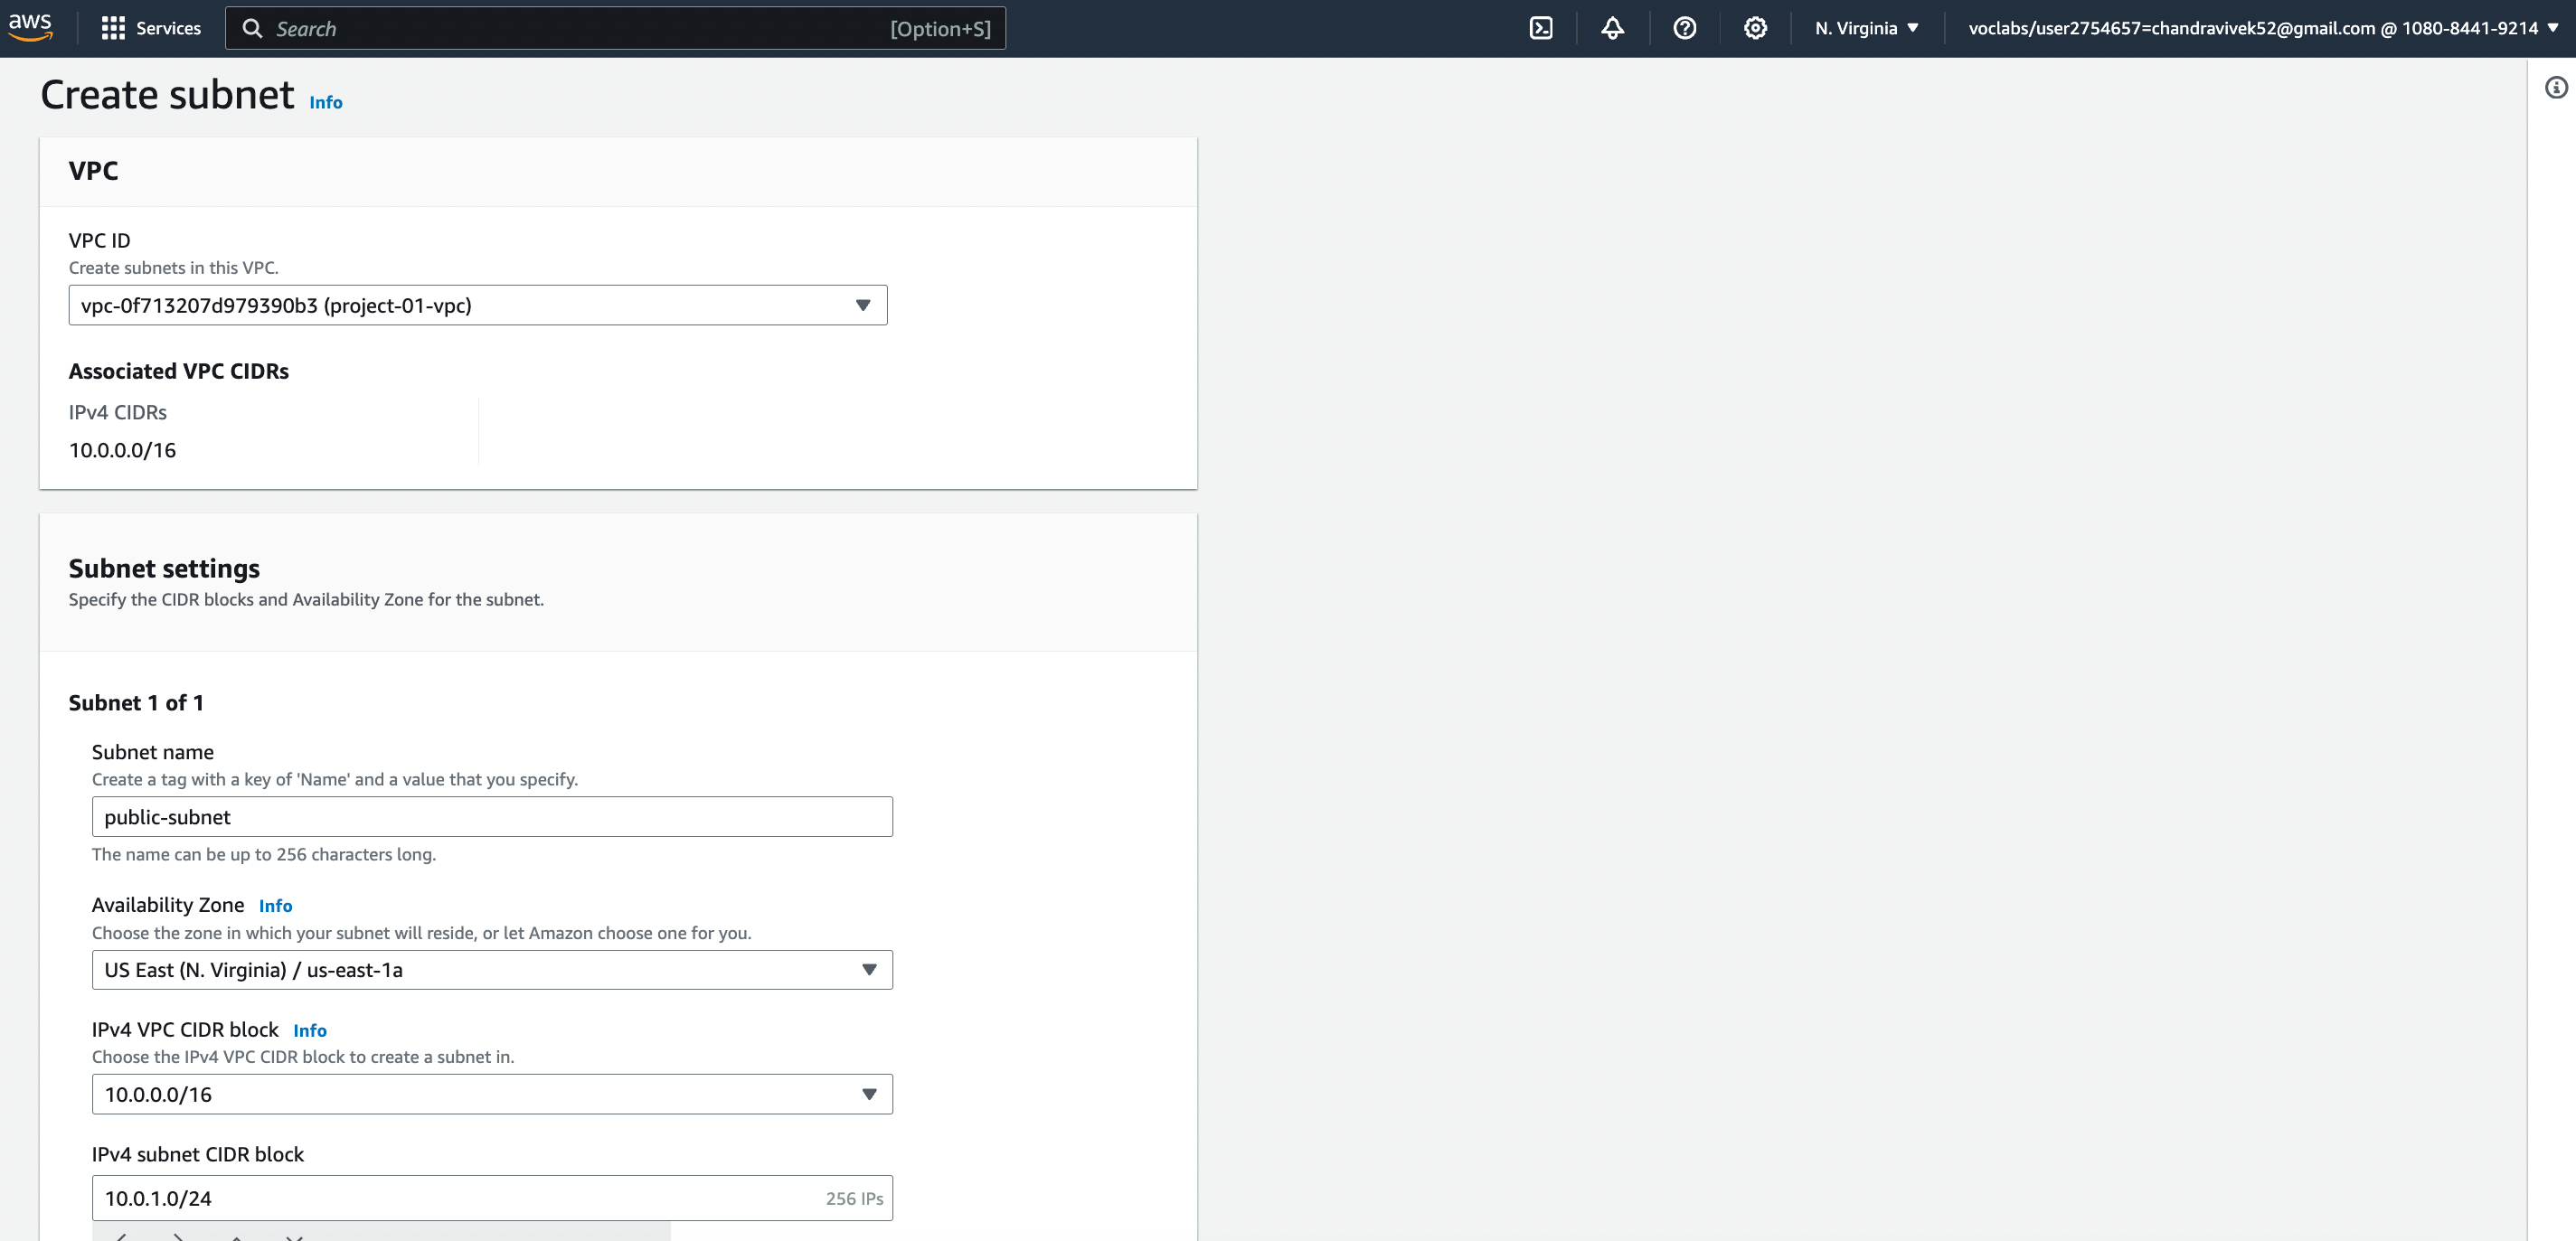 aws Services Search [Option+S] N. Virginia voclabs/user2754657=chandravivek52@gmail.com @ 1080-8441-9214
Create subnet Info
VPC
VPC ID
Create subnets in this VPC.
vpc-0f713207d979390b3 (project-01-vpc)
Associated VPC CIDRs
IPv4 CIDRs
10.0.0.0/16
Subnet settings
Specify the CIDR blocks and Availability Zone for the subnet.
Subnet 1 of 1
Subnet name
Create a tag with a key of 'Name' and a value that you specify.
public-subnet
The name can be up to 256 characters long.
Availability Zone Info
Choose the zone in which your subnet will reside, or let Amazon choose one for you.
US East (N. Virginia) / us-east-1a
IPv4 VPC CIDR block Info
Choose the IPv4 VPC CIDR block to create a subnet in.
10.0.0.0/16
IPv4 subnet CIDR block
10.0.1.0/24 256 IPs